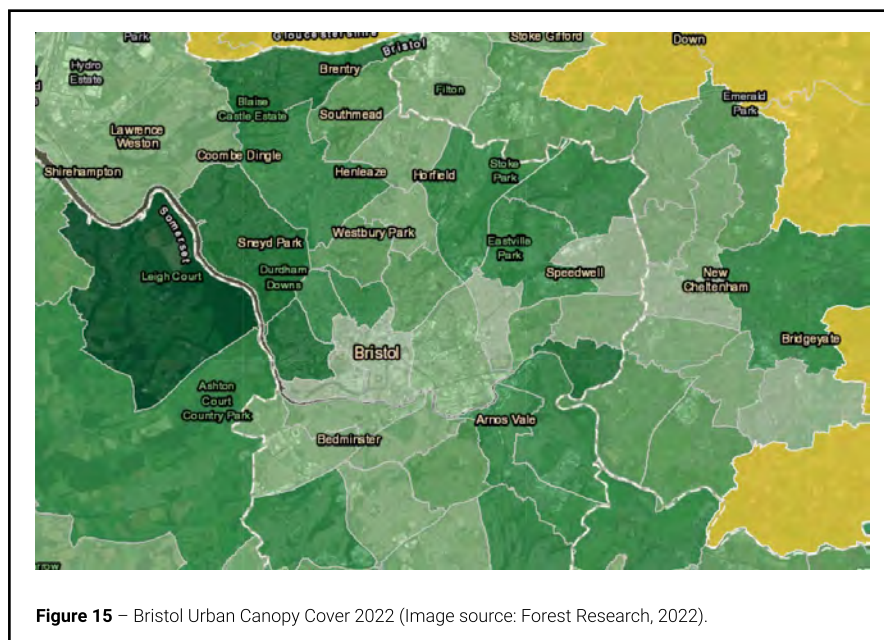 Park
Gloucestershire
Bristol
Stoke Gifford
Down
Hydro
Estate
Brentry
Filton
Emerald
Park
Blaise
Castle Estate
Southmead
Lawrence
Weston
Shirehampton
Coombe Dingle
Henleaze
Horfield
Stoke
Park
Somerset
Westbury Park
Sneyd Park
Eastville
Park
Leigh Court
Durdham
Downs
Speedwell
New
Cheltenham
Bristol
Bridgeyate
Ashton
Court
Country Park
Arnos Vale
Bedminster
Figure 15 – Bristol Urban Canopy Cover 2022 (Image source: Forest Research, 2022).